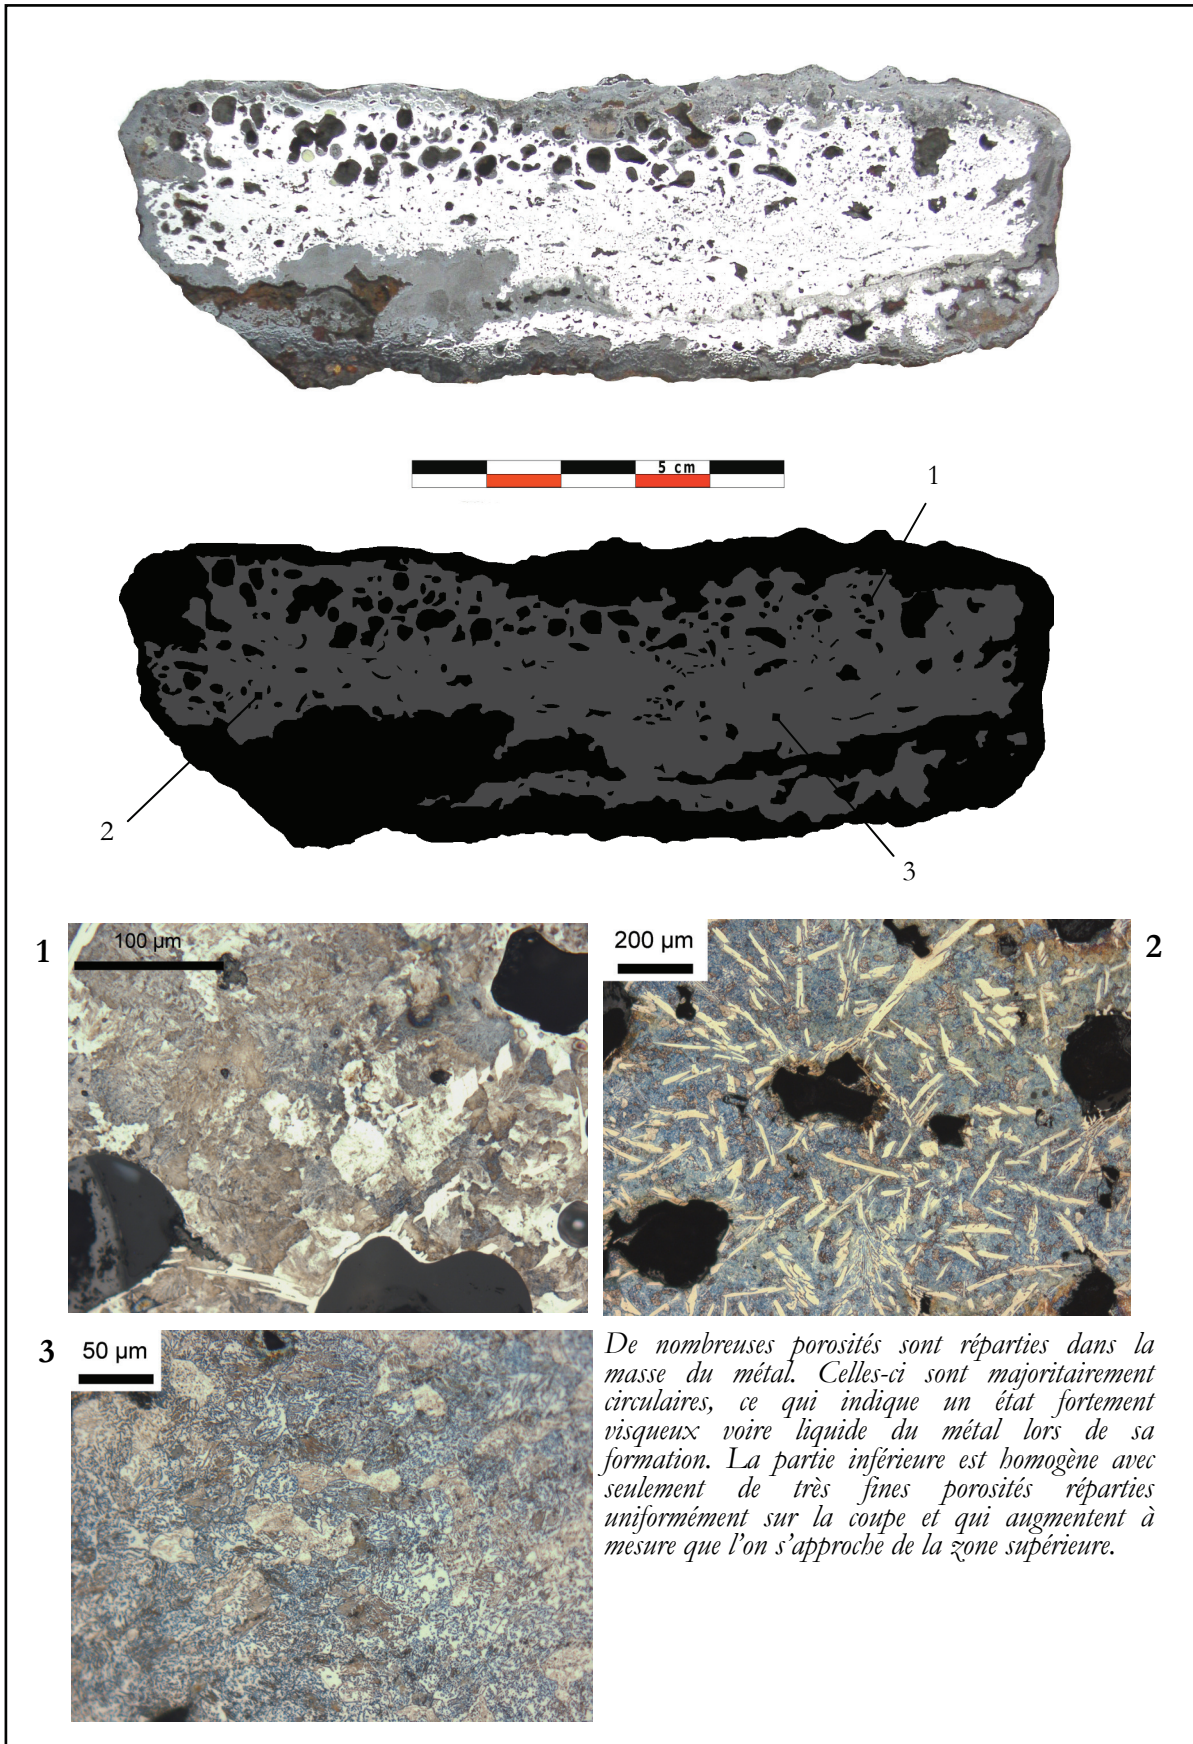 5 cm
1
2
3
1
100 µm
200 µm
2
3
50 µm
De nombreuses porosités sont réparties dans la
masse du métal. Celles-ci sont majoritairement
circulaires, ce qui indique un état fortement
visqueux voire liquide du métal lors de sa
formation. La partie inférieure est homogène avec
seulement de très fines porosités réparties
uniformément sur la coupe et qui augmentent à
mesure que l'on s'approche de la zone supérieure.